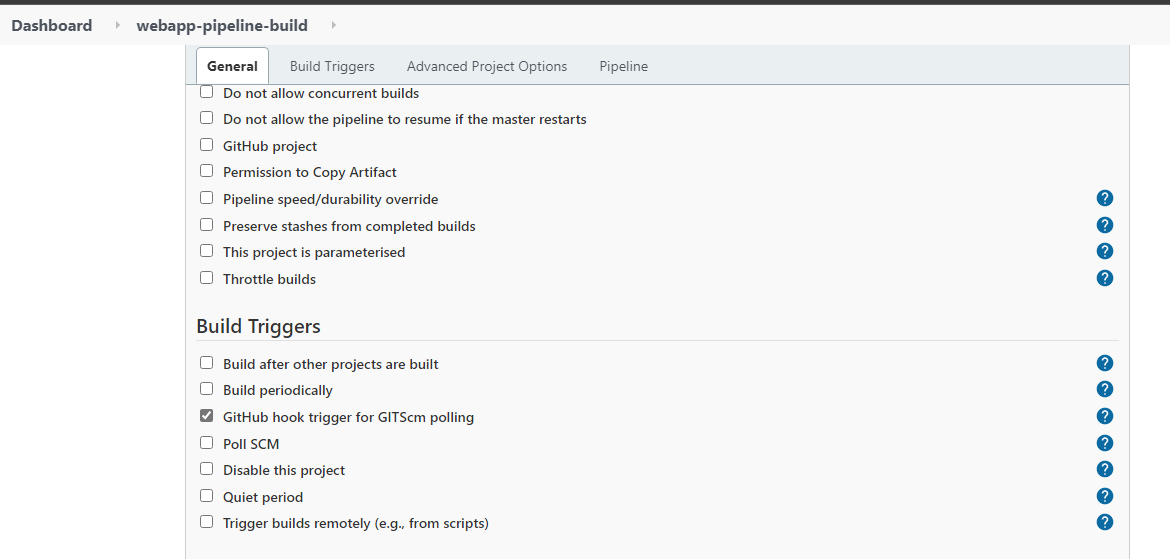 Dashboard webapp-pipeline-build
General Build Triggers Advanced Project Options Pipeline
Do not allow concurrent builds
Do not allow the pipeline to resume if the master restarts
GitHub project
Permission to Copy Artifact
Pipeline speed/durability override ?
Preserve stashes from completed builds ?
This project is parameterised ?
Throttle builds ?
Build Triggers
Build after other projects are built ?
Build periodically ?
GitHub hook trigger for GITScm polling ?
Poll SCM ?
Disable this project ?
Quiet period ?
Trigger builds remotely (e.g., from scripts) ?